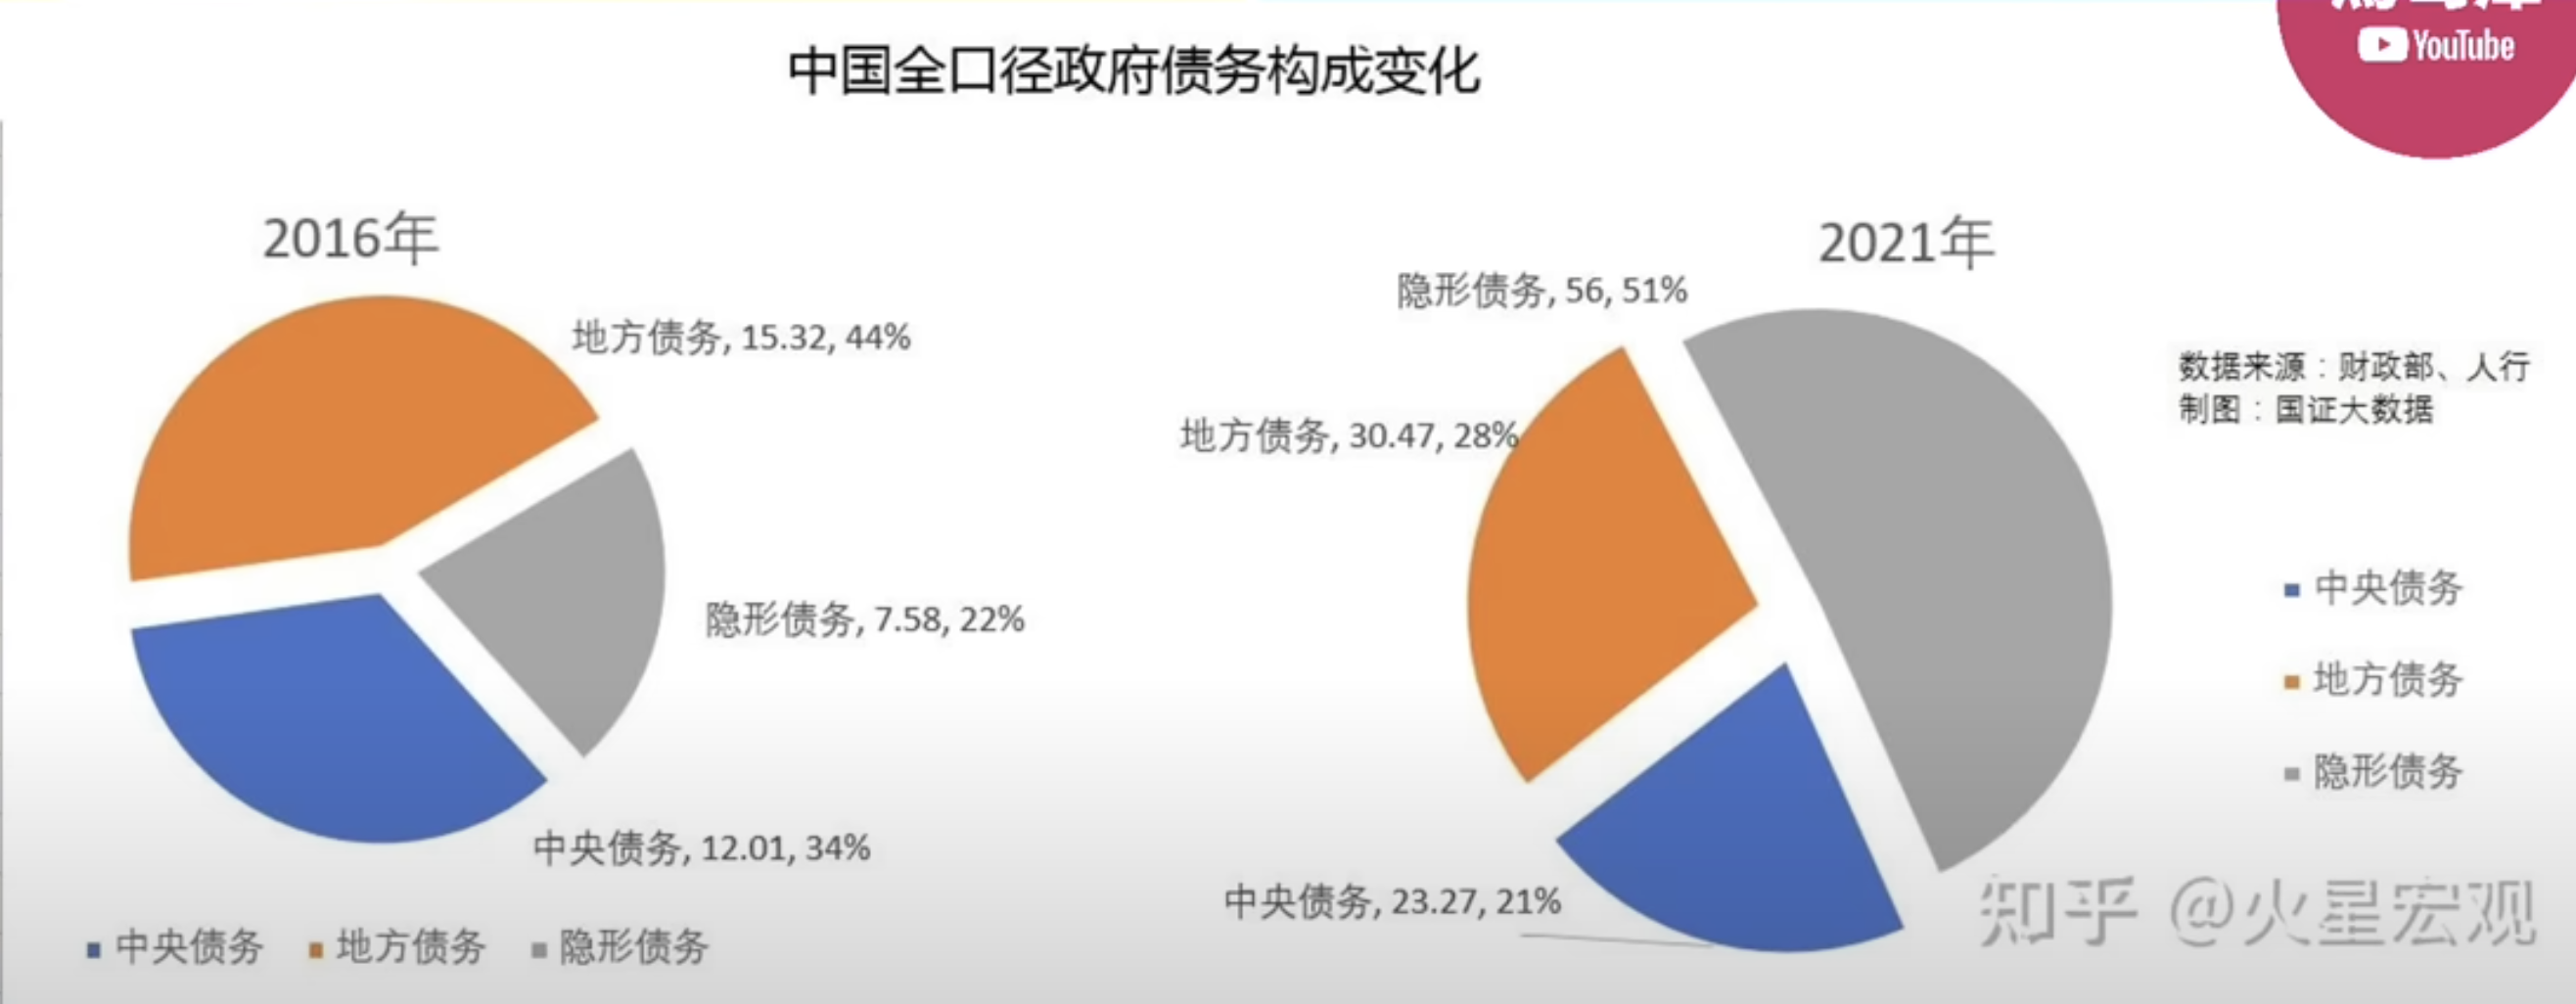 YouTube
中国全口径政府债务构成变化
2016年
地方债务, 15.32, 44%
隐形债务, 7.58, 22%
中央债务, 12.01, 34%
中央债务 地方债务 隐形债务
2021年
隐形债务, 56, 51%
地方债务, 30.47, 28%
中央债务, 23.27, 21%
数据来源：财政部、人行
制图：国证大数据
中央债务
地方债务
隐形债务
知乎 @火星宏观